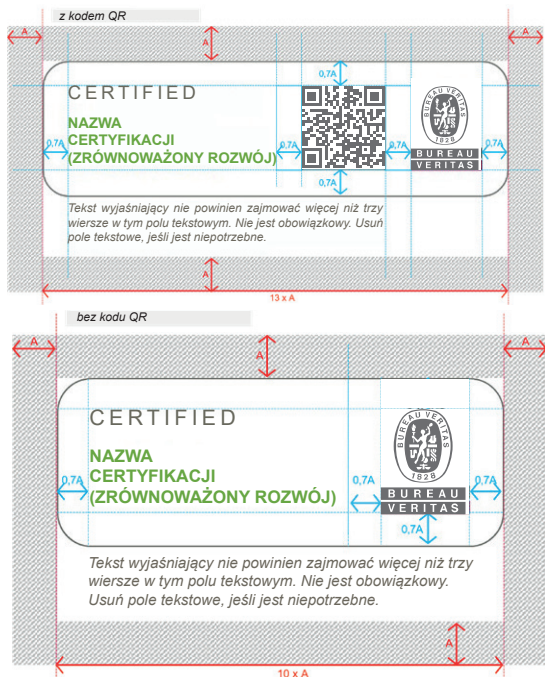 z kodem QR
A
A
A
0,7A
CERTIFIED
NAZWA
CERTYFIKACJI
(ZRÓWNOWAŻONY ROZWÓJ)
0,7A
0,7A
0,7A
0,7A
BUREAU VERITAS
1828
BUREAU
VERITAS
0,7A
Tekst wyjaśniający nie powinien zajmować więcej niż trzy
wiersze w tym polu tekstowym. Nie jest obowiązkowy. Usuń
pole tekstowe, jeśli jest niepotrzebne.
A
13 x A
bez kodu QR
A
A
A
CERTIFIED
NAZWA
CERTYFIKACJI
(ZRÓWNOWAŻONY ROZWÓJ)
0,7A
0,7A
0,7A
BUREAU VERITAS
1828
BUREAU
VERITAS
0,7A
Tekst wyjaśniający nie powinien zajmować więcej niż trzy
wiersze w tym polu tekstowym. Nie jest obowiązkowy.
Usuń pole tekstowe, jeśli jest niepotrzebne.
A
10 x A